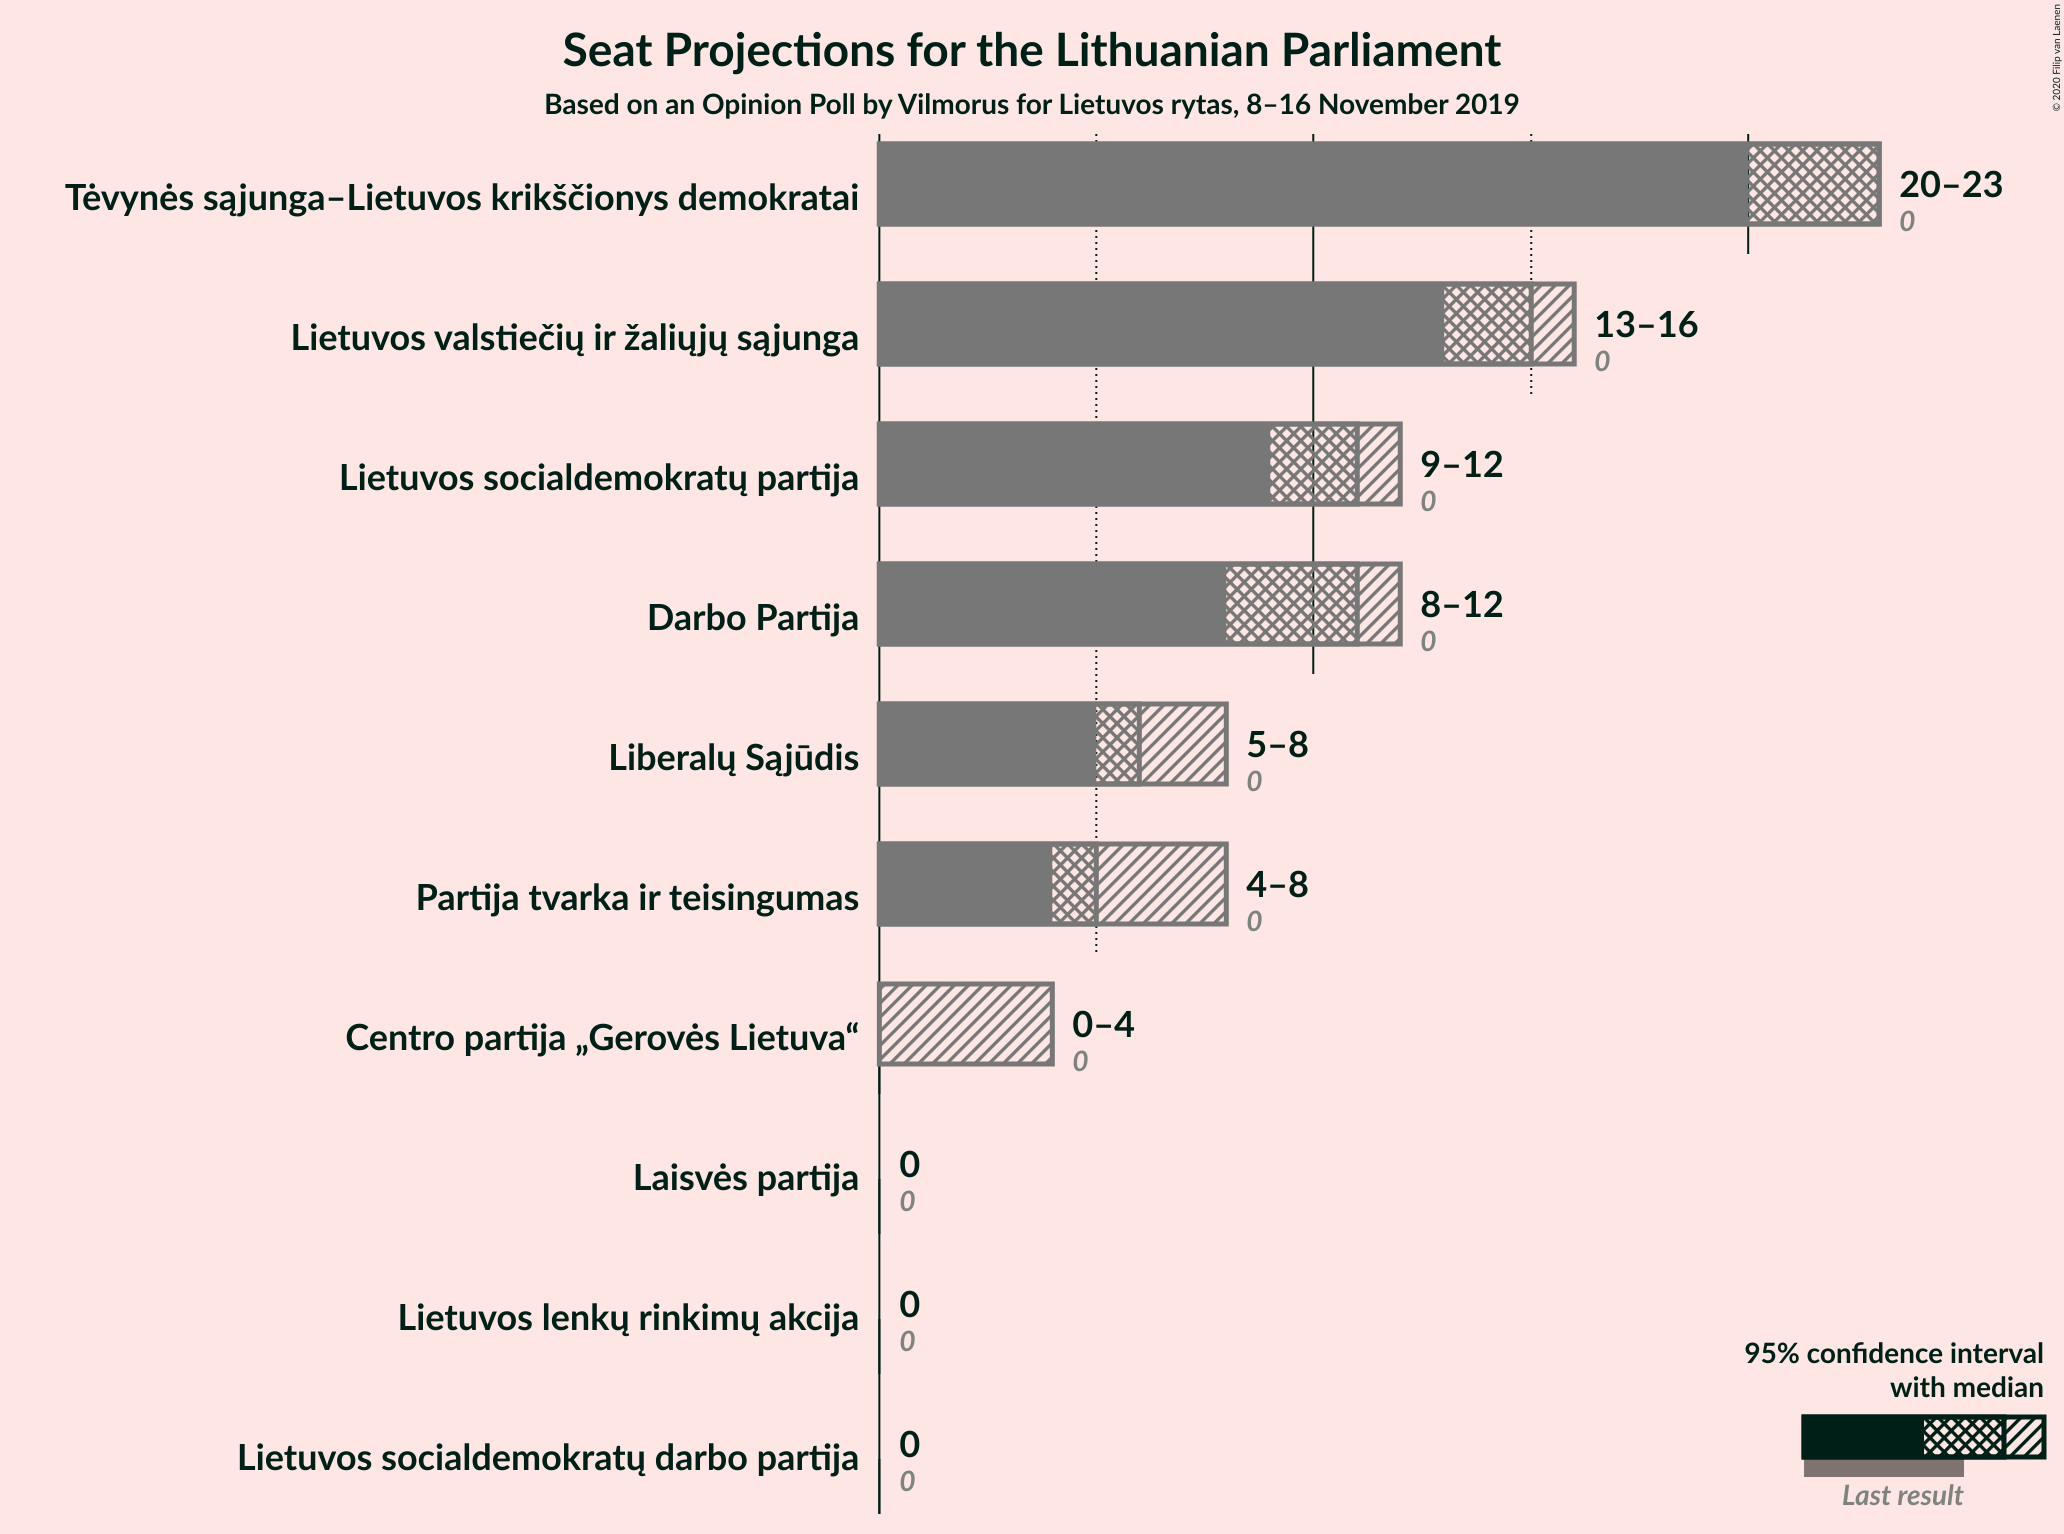 Seat Projections for the Lithuanian Parliament
Based on an Opinion Poll by Vilmorus for Lietuvos rytas, 8–16 November 2019
© 2020 Filip van Laenen
Tėvynės sąjunga–Lietuvos krikščionys demokratai
20–23
0
Lietuvos valstiečių ir žaliųjų sąjunga
13–16
0
Lietuvos socialdemokratų partija
9–12
0
Darbo Partija
8–12
0
Liberalų Sąjūdis
5–8
0
Partija tvarka ir teisingumas
4–8
0
Centro partija „Gerovės Lietuva“
0–4
0
Laisvės partija
0
0
Lietuvos lenkų rinkimų akcija
0
0
Lietuvos socialdemokratų darbo partija
0
0
95% confidence interval
with median
Last result